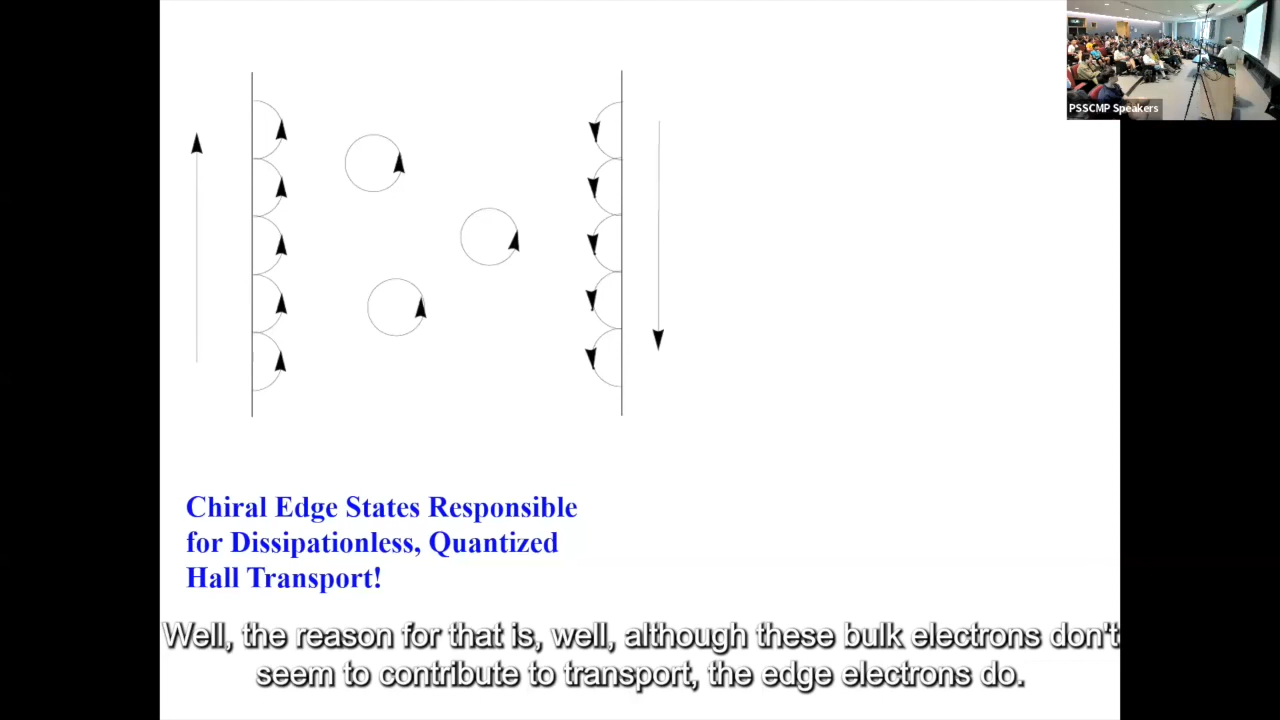 PSSCMP Speakers
Chiral Edge States Responsible
for Dissipationless, Quantized
Hall Transport!
Well, the reason for that is, well, although these bulk electrons don't
seem to contribute to transport, the edge electrons do.